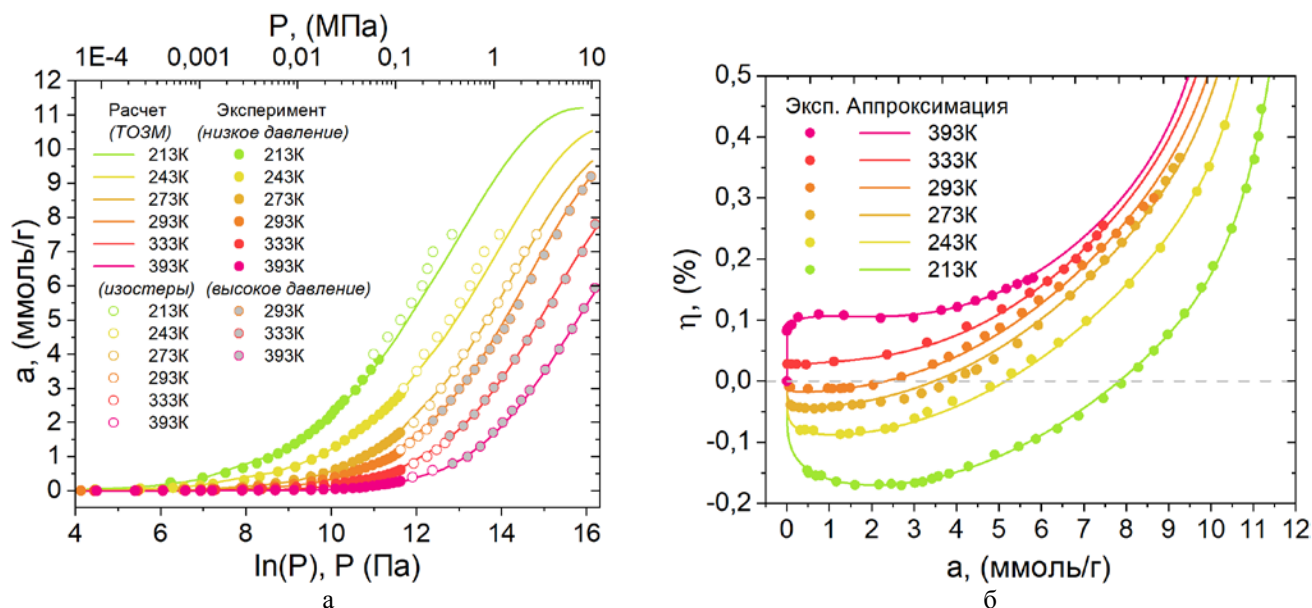 P, (МПа)
1E-4 0,001 0,01 0,1 1 10
12
11
10
9
8
7
6
5
4
3
2
1
0
a, (ммоль/г)
Расчет Эксперимент
(ТОЗМ) (низкое давление)
213К 213К
243К 243К
273К 273К
293К 293К
333К 333К
393К 393К
(изостеры) (высокое давление)
213К 293К
243К 333К
273К 393К
293К
333К
393К
4 6 8 10 12 14 16
ln(P), P (Па)
а
0,5
0,4
0,3
0,2
0,1
0,0
-0,1
-0,2
η, (%)
Эксп. Аппроксимация
393К
333К
293К
273К
243К
213К
0 1 2 3 4 5 6 7 8 9 10 11 12
a, (ммоль/г)
б